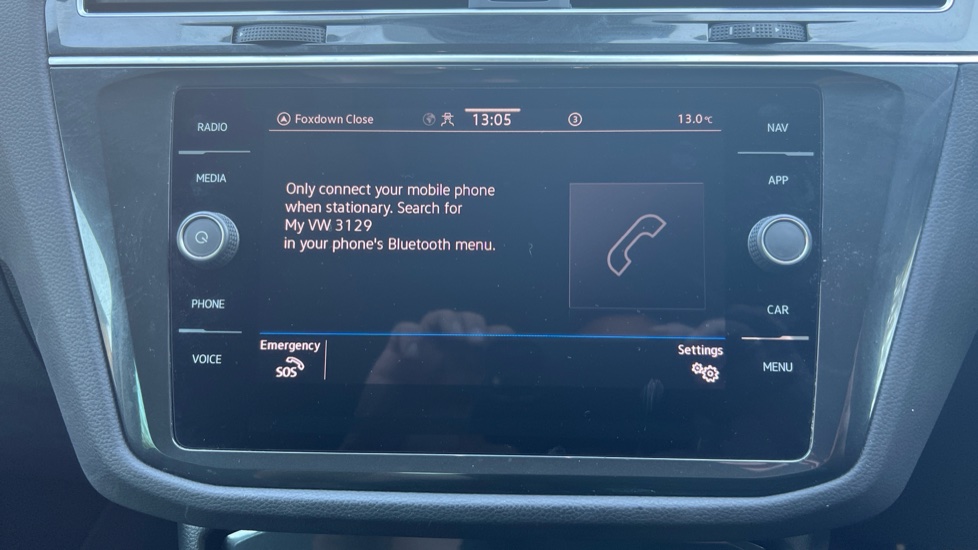 RADIO
MEDIA
PHONE
VOICE
Foxdown Close 13:05 3 13.0°C
Only connect your mobile phone
when stationary. Search for
My VW 3129
in your phone's Bluetooth menu.
Emergency
SOS
Settings
NAV
APP
CAR
MENU